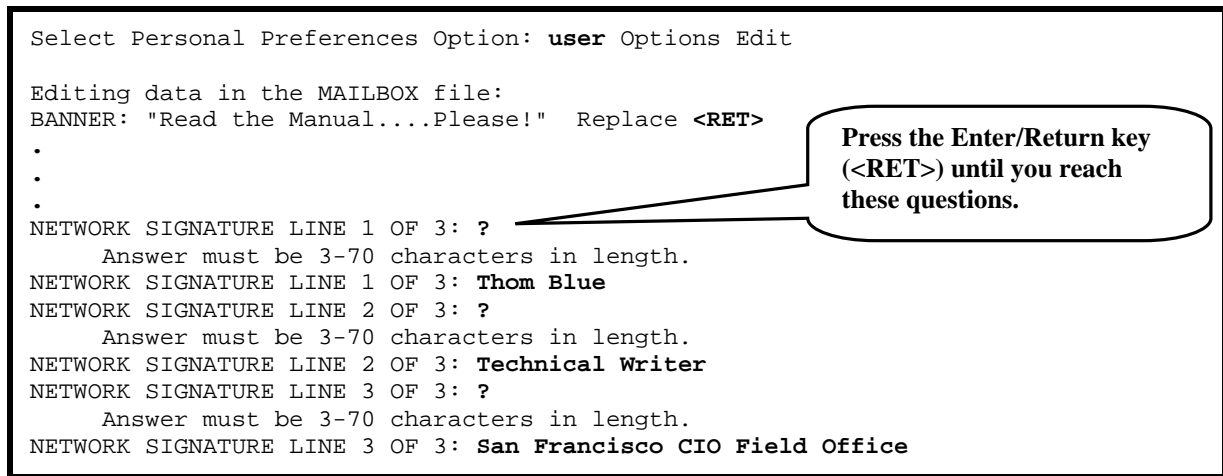 Select Personal Preferences Option: user Options Edit
Editing data in the MAILBOX file:
BANNER: "Read the Manual....Please!"  Replace <RET>
.
.
.
Press the Enter/Return key
(<RET>) until you reach
these questions.
NETWORK SIGNATURE LINE 1 OF 3: ?
Answer must be 3-70 characters in length.
NETWORK SIGNATURE LINE 1 OF 3: Thom Blue
NETWORK SIGNATURE LINE 2 OF 3: ?
Answer must be 3-70 characters in length.
NETWORK SIGNATURE LINE 2 OF 3: Technical Writer
NETWORK SIGNATURE LINE 3 OF 3: ?
Answer must be 3-70 characters in length.
NETWORK SIGNATURE LINE 3 OF 3: San Francisco CIO Field Office